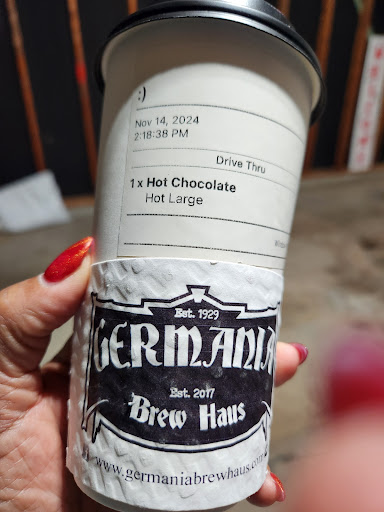 :)
Nov 14, 2024
2:18:38 PM
Drive Thru
1 x Hot Chocolate
Hot Large
Est. 1929
GERMANIA
Est. 2017
Brew Haus
www.germaniabrewhaus.com